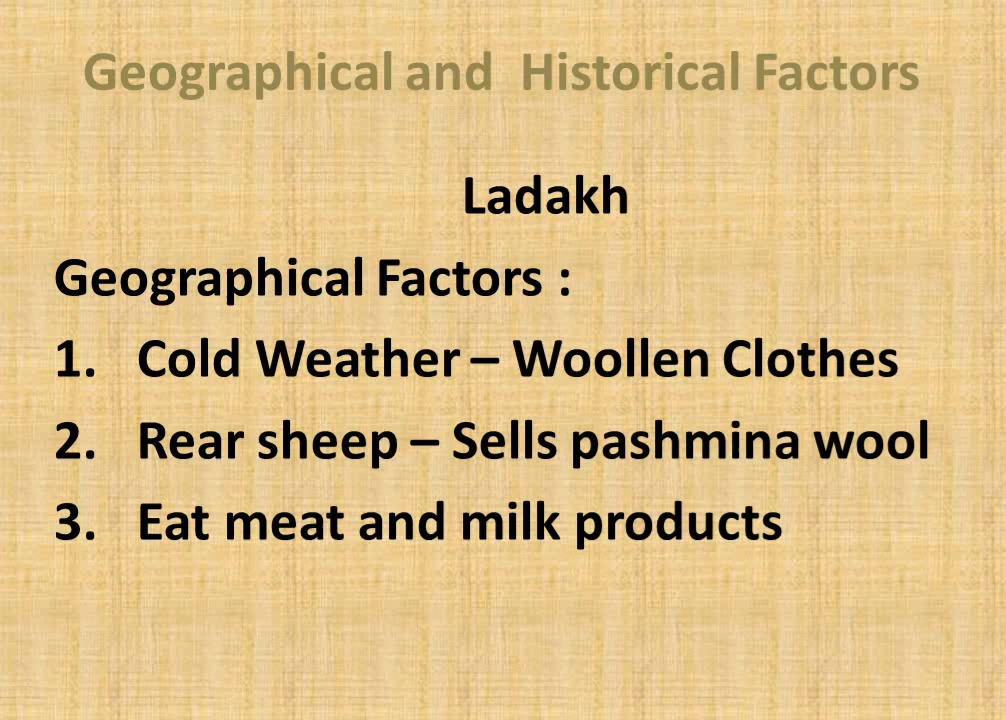 Geographical and Historical Factors
Ladakh
Geographical Factors :
1. Cold Weather – Woollen Clothes
2. Rear sheep – Sells pashmina wool
3. Eat meat and milk products